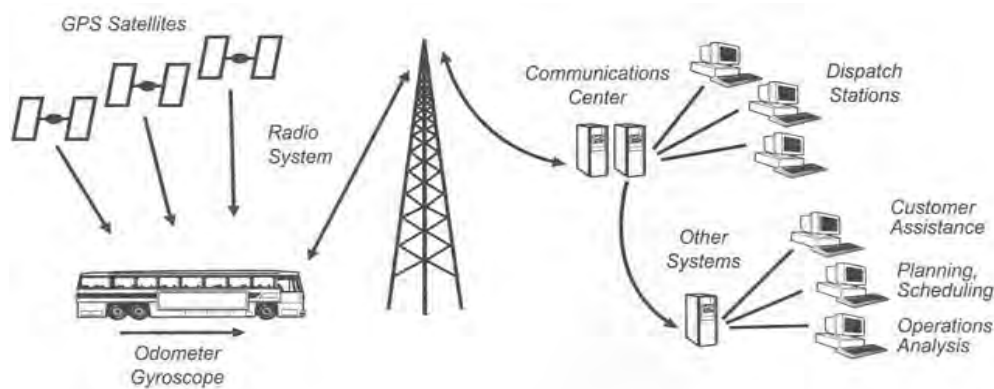 GPS Satellites
Radio
System
Communications
Center
Dispatch
Stations
Customer
Assistance
Other
Systems
Planning,
Scheduling
Operations
Analysis
Odometer
Gyroscope